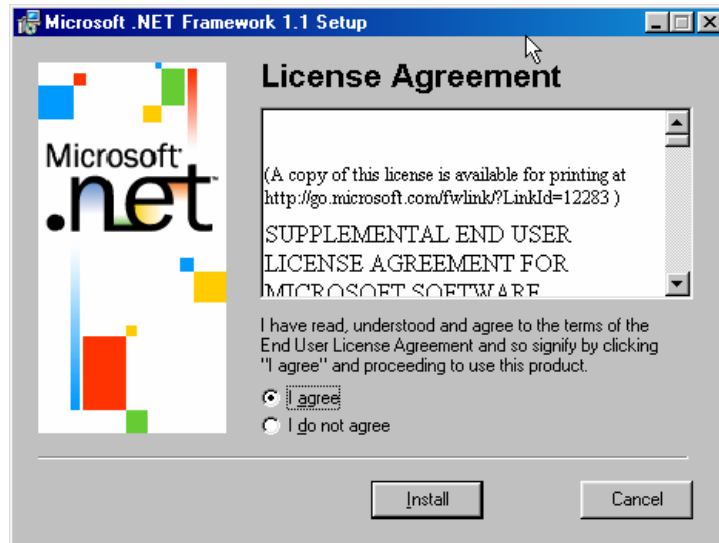 Microsoft .NET Framework 1.1 Setup
License Agreement
Microsoft
.net
(A copy of this license is available for printing at
http://go.microsoft.com/fwlink/?LinkId=12283 )
SUPPLEMENTAL END USER
LICENSE AGREEMENT FOR
MICROSOFT SOFTWARE
I have read, understood and agree to the terms of the
End User License Agreement and so signify by clicking
"I agree" and proceeding to use this product.
I agree
I do not agree
Install
Cancel